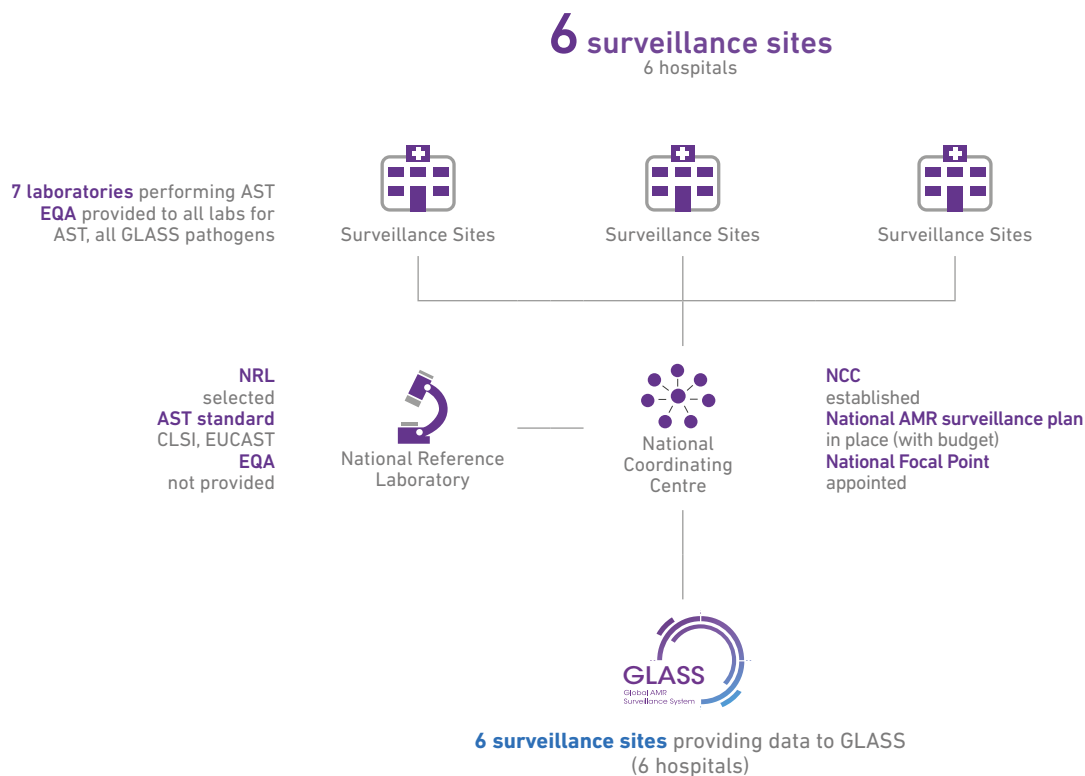 6 surveillance sites
6 hospitals
7 laboratories performing AST
EQA provided to all labs for
AST, all GLASS pathogens
Surveillance Sites
Surveillance Sites
Surveillance Sites
NRL
selected
AST standard
CLSI, EUCAST
EQA
not provided
National Reference
Laboratory
National
Coordinating
Centre
NCC
established
National AMR surveillance plan
in place (with budget)
National Focal Point
appointed
GLASS
Global AMR
Surveillance System
6 surveillance sites providing data to GLASS
(6 hospitals)